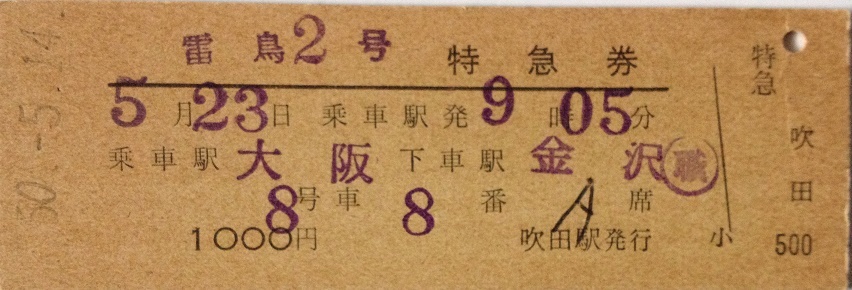 50.-5.14
雷鳥2号 特急券
5月23日 乗車駅発 9時05分
乗車駅 大阪 下車駅 金沢 職
8号車 8番 A席
1000円 吹田駅発行
小
特急
吹田
500